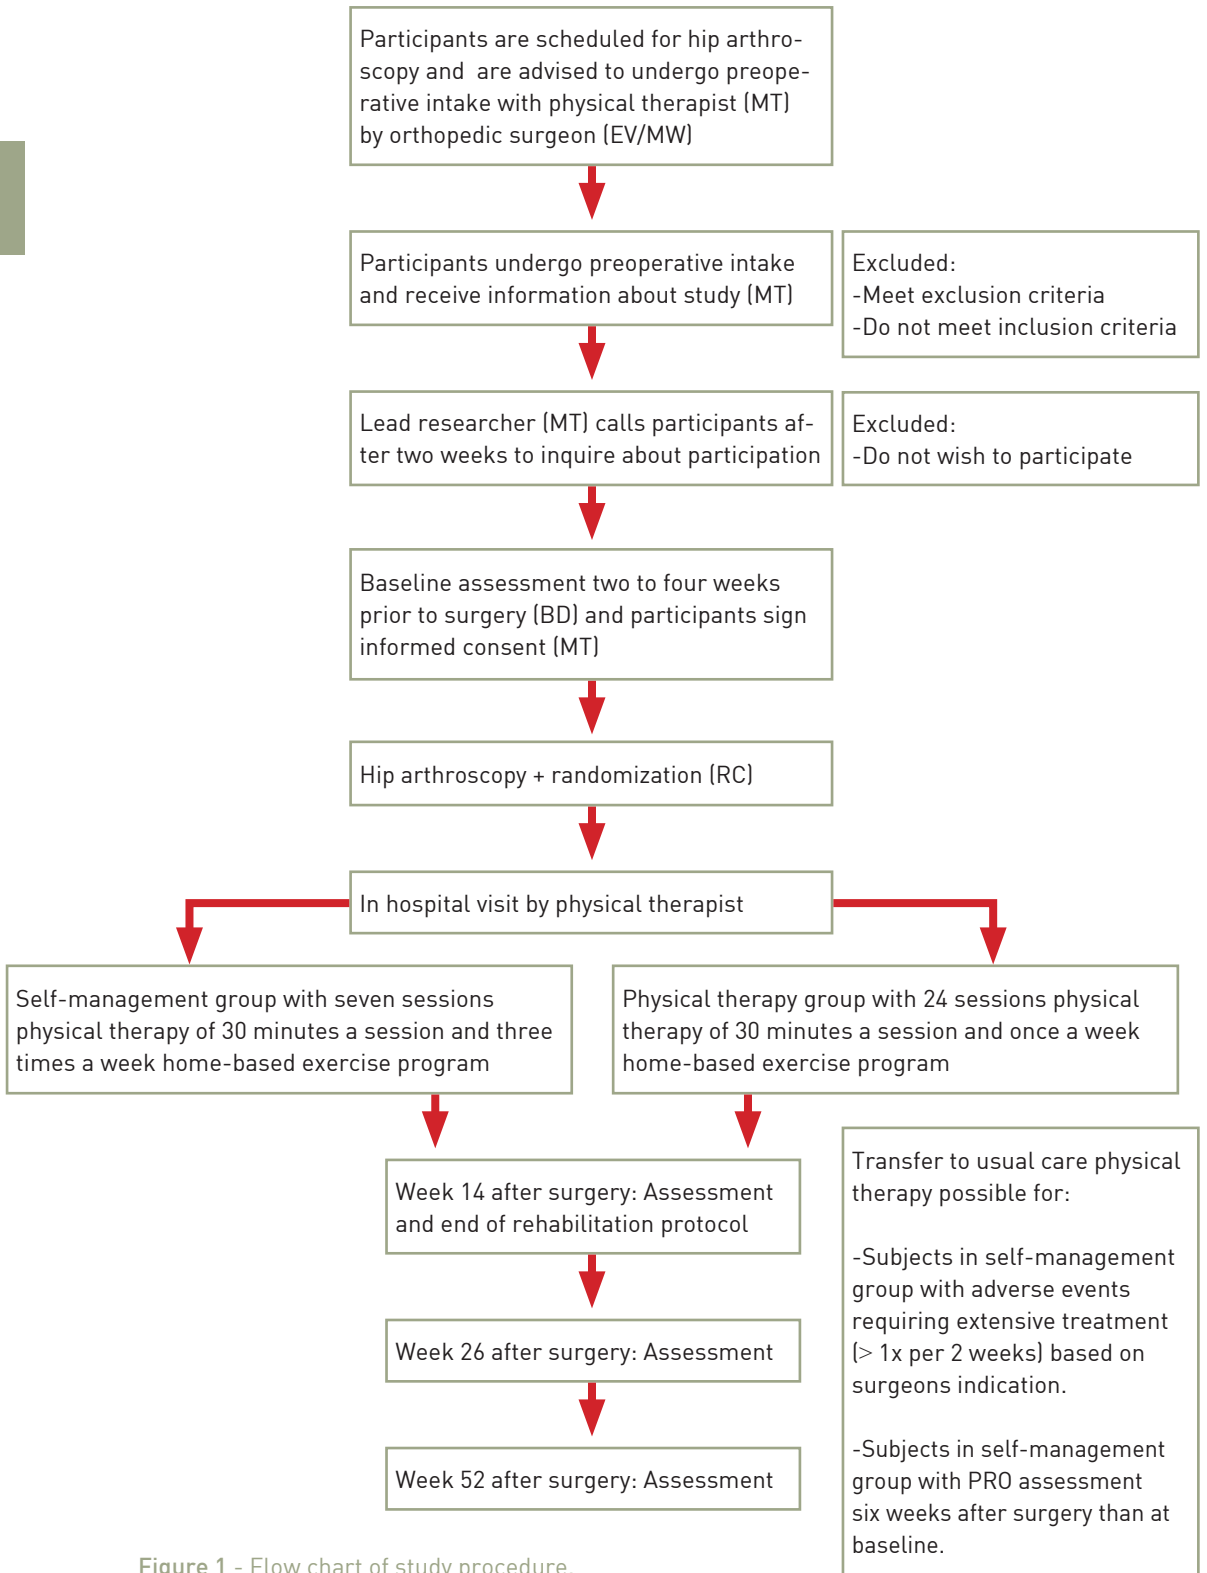 Participants are scheduled for hip arthro-
scopy and are advised to undergo preope-
rative intake with physical therapist (MT)
by orthopedic surgeon (EV/MW)
Participants undergo preoperative intake
and receive information about study (MT)
Excluded:
-Meet exclusion criteria
-Do not meet inclusion criteria
Lead researcher (MT) calls participants af-
ter two weeks to inquire about participation
Excluded:
-Do not wish to participate
Baseline assessment two to four weeks
prior to surgery (BD) and participants sign
informed consent (MT)
Hip arthroscopy + randomization (RC)
In hospital visit by physical therapist
Self-management group with seven sessions
physical therapy of 30 minutes a session and three
times a week home-based exercise program
Physical therapy group with 24 sessions physical
therapy of 30 minutes a session and once a week
home-based exercise program
Week 14 after surgery: Assessment
and end of rehabilitation protocol
Week 26 after surgery: Assessment
Week 52 after surgery: Assessment
Transfer to usual care physical
therapy possible for:
-Subjects in self-management
group with adverse events
requiring extensive treatment
(> 1x per 2 weeks) based on
surgeons indication.
-Subjects in self-management
group with PRO assessment
six weeks after surgery than at
baseline.
Figure 1 - Flow chart of study procedure.